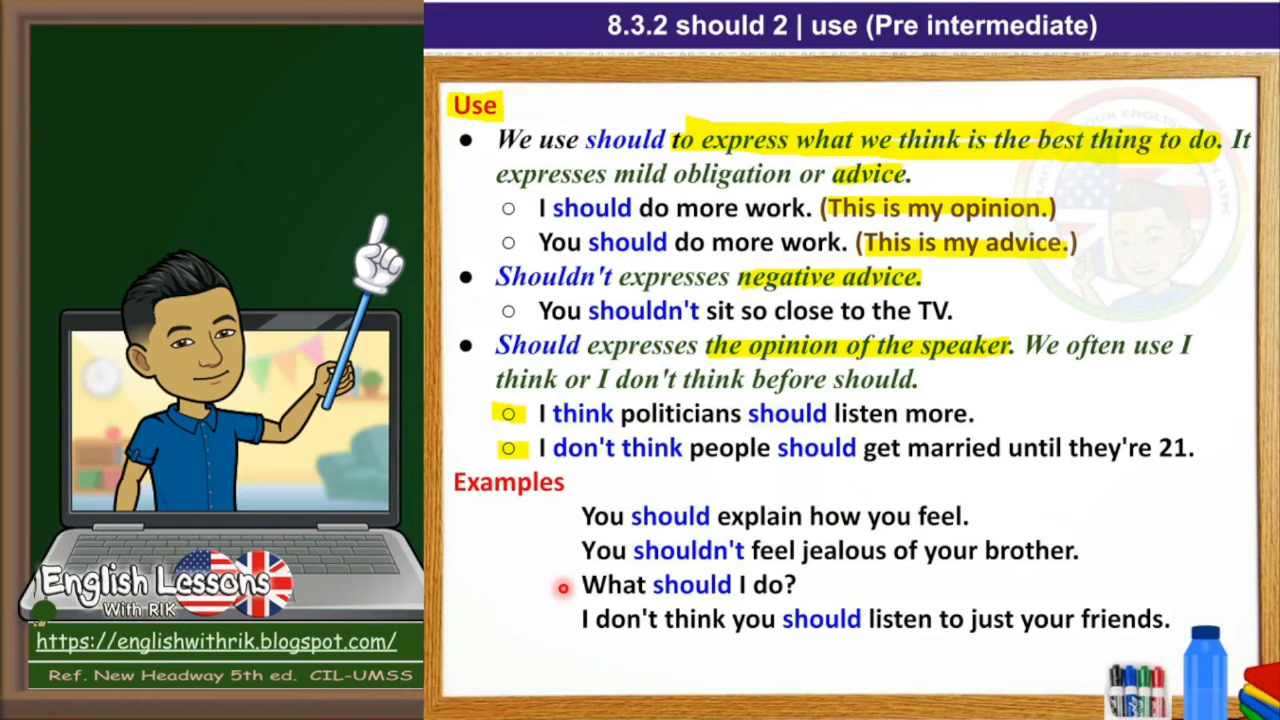 8.3.2 should 2 | use (Pre intermediate)
Use
● We use should to express what we think is the best thing to do. It
expresses mild obligation or advice.
○ I should do more work. (This is my opinion.)
○ You should do more work. (This is my advice.)
● Shouldn't expresses negative advice.
○ You shouldn't sit so close to the TV.
● Should expresses the opinion of the speaker. We often use I
think or I don't think before should.
○ I think politicians should listen more.
○ I don't think people should get married until they're 21.
Examples
You should explain how you feel.
You shouldn't feel jealous of your brother.
What should I do?
I don't think you should listen to just your friends.
English Lessons
With RIK
https://englishwithrik.blogspot.com/
Ref. New Headway 5th ed. CIL-UMSS